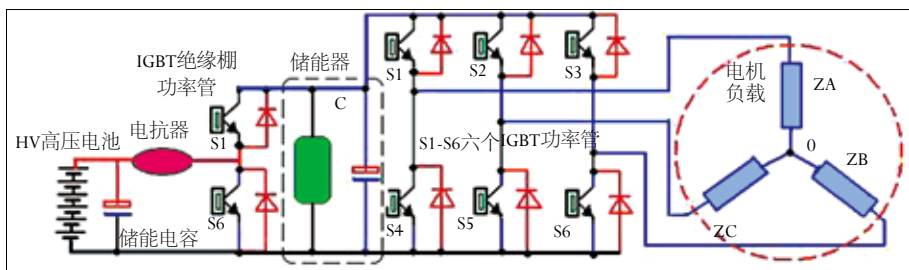 IGBT绝缘棚
功率管
储能器
S1
S2
S3
电机
负载
ZA
C
HV高压电池
电抗器
S1
S1-S6六个IGBT功率管
0
ZB
储能电容
S6
S4
S5
S6
ZC